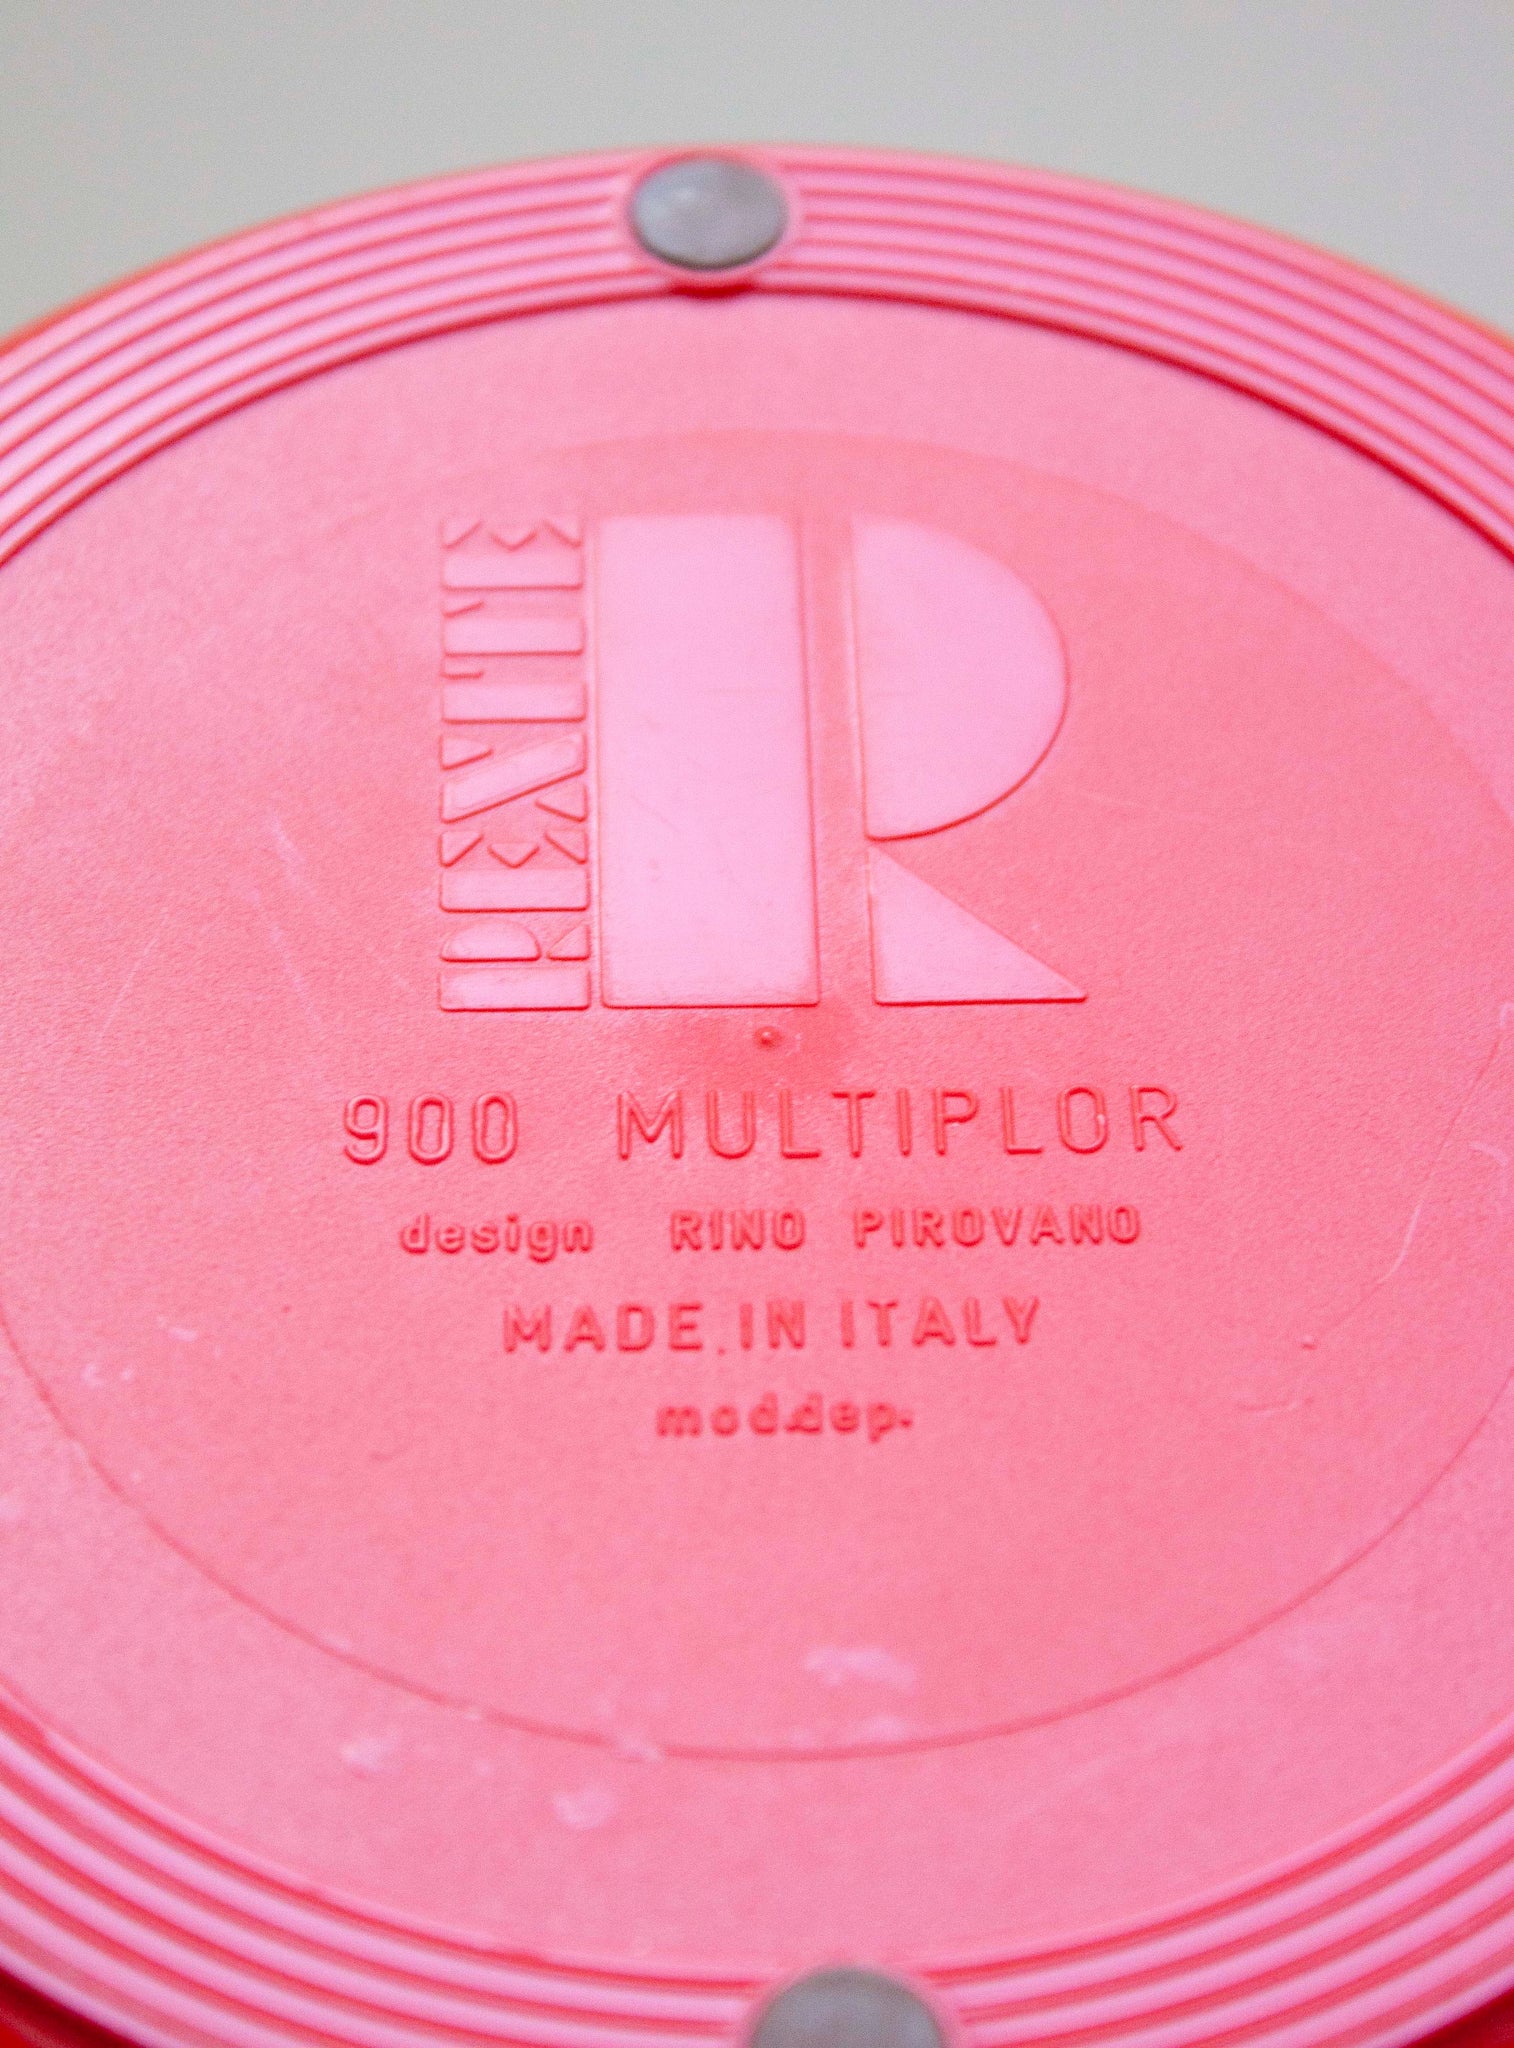 REXITE
R
900 MULTIPLOR
design RINO PIROVANO
MADE IN ITALY
mod.dep.